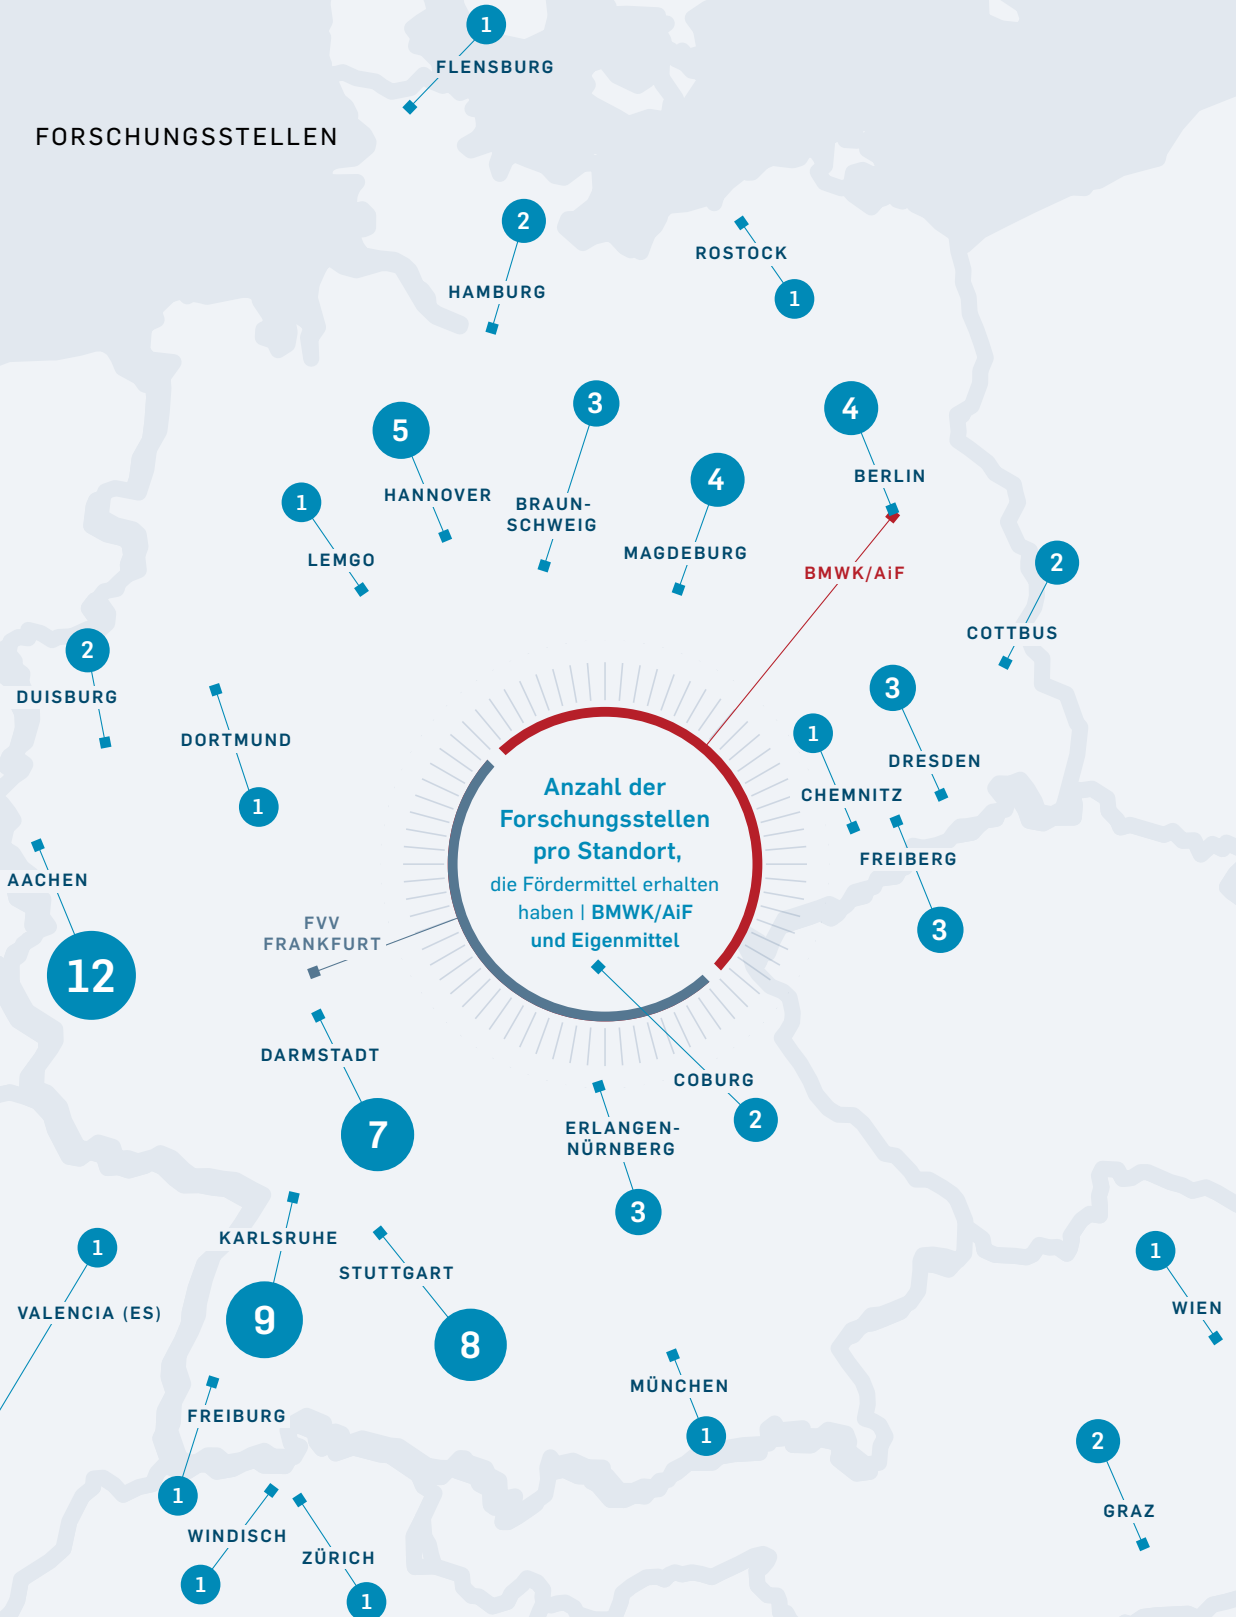 1
FLENSBURG
FORSCHUNGSSTELLEN
2
HAMBURG
ROSTOCK
1
5
HANNOVER
3
BRAUN-
SCHWEIG
4
MAGDEBURG
4
BERLIN
1
LEMGO
BMWK/AiF
2
COTTBUS
2
DUISBURG
DORTMUND
1
3
DRESDEN
1
CHEMNITZ
FREIBERG
3
Anzahl der
Forschungsstellen
pro Standort,
die Fördermittel erhalten
haben | BMWK/AiF
und Eigenmittel
AACHEN
12
FVV
FRANKFURT
DARMSTADT
7
COBURG
2
ERLANGEN-
NÜRNBERG
3
KARLSRUHE
9
STUTTGART
8
1
VALENCIA (ES)
1
WIEN
MÜNCHEN
1
FREIBURG
1
2
GRAZ
WINDISCH
1
ZÜRICH
1